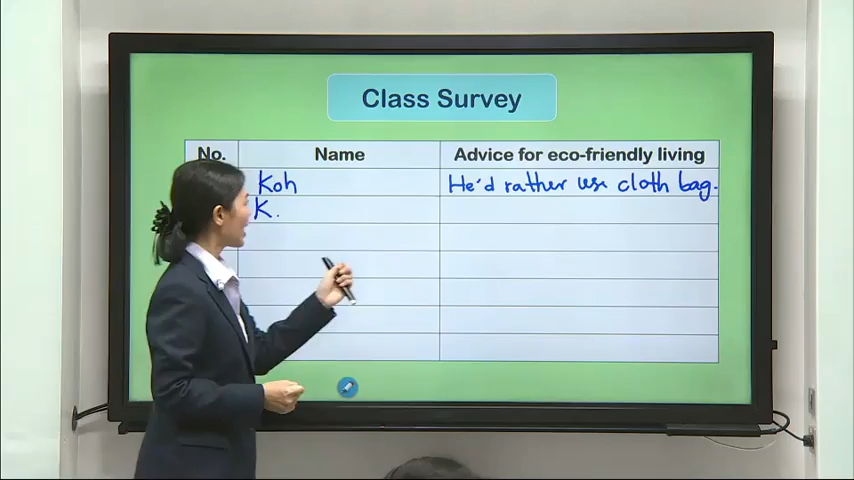 Class Survey
No. Name Advice for eco-friendly living
Koh He'd rather use cloth bag.
K.